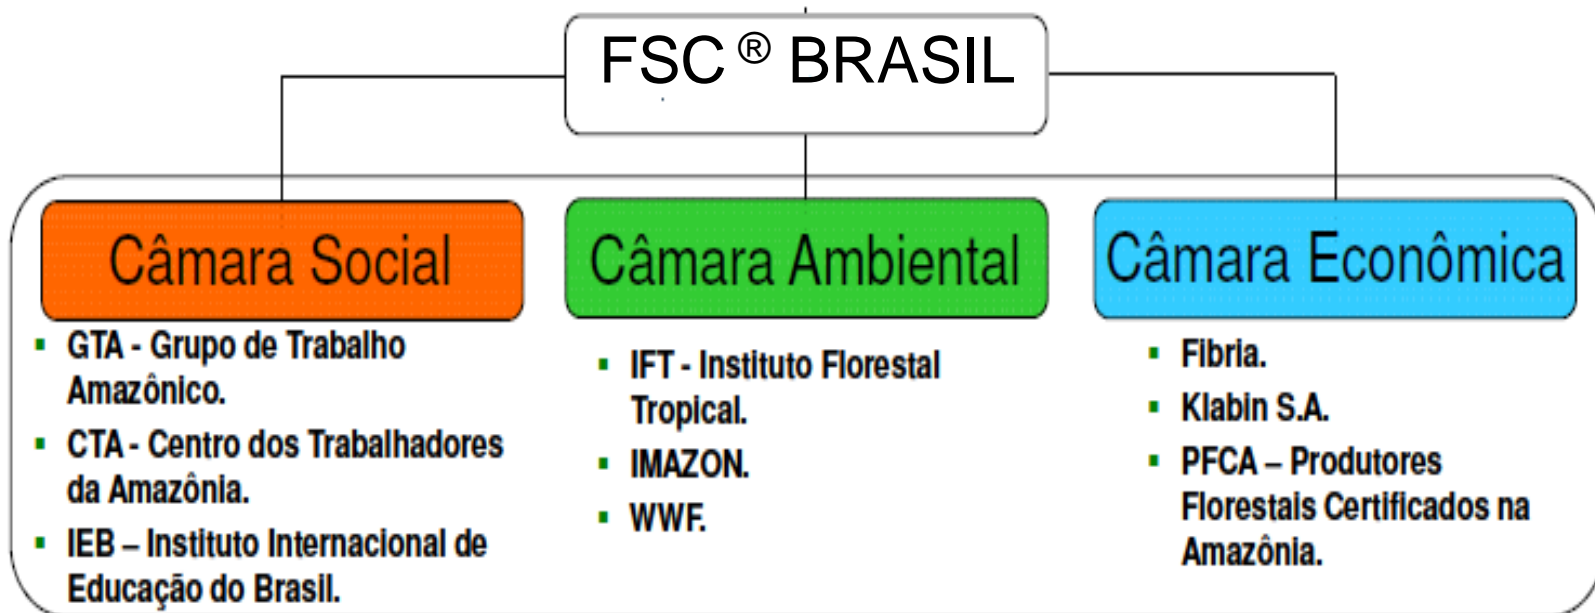 FSC ® BRASIL
Câmara Social
▪ GTA - Grupo de Trabalho
Amazônico.
▪ CTA - Centro dos Trabalhadores
da Amazônia.
▪ IEB – Instituto Internacional de
Educação do Brasil.
Câmara Ambiental
▪ IFT - Instituto Florestal
Tropical.
▪ IMAZON.
▪ WWF.
Câmara Econômica
▪ Fibria.
▪ Klabin S.A.
▪ PFCA – Produtores
Florestais Certificados na
Amazônia.